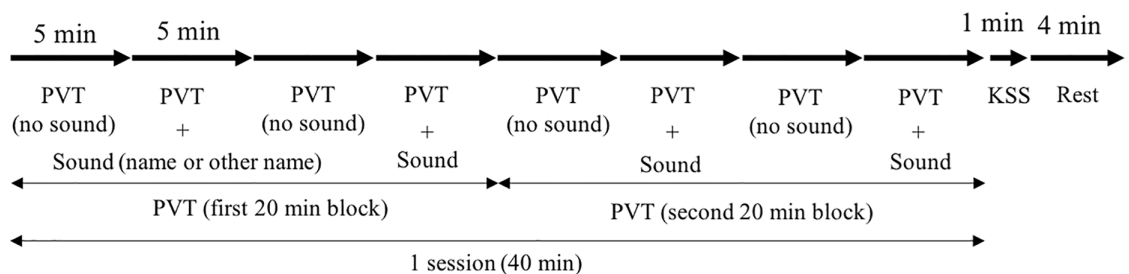 5 min
5 min
1 min
4 min
PVT
(no sound)
PVT
+
Sound (name or other name)
PVT
(no sound)
PVT
+
Sound
PVT
(no sound)
PVT
+
Sound
PVT
(no sound)
PVT
+
Sound
KSS
Rest
PVT (first 20 min block)
PVT (second 20 min block)
1 session (40 min)